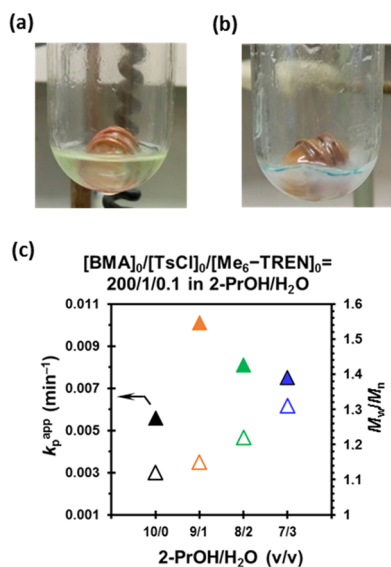 (a)
(b)
(c)
[BMA]₀/[TsCl]₀/[Me₆−TREN]₀=
200/1/0.1 in 2-PrOH/H₂O
0.011
0.009
0.007
0.005
0.003
0.001
kₚᵃᵖᵖ (min⁻¹)
1.6
1.5
1.4
1.3
1.2
1.1
1
M_w/M_n
10/0 9/1 8/2 7/3
2-PrOH/H₂O (v/v)